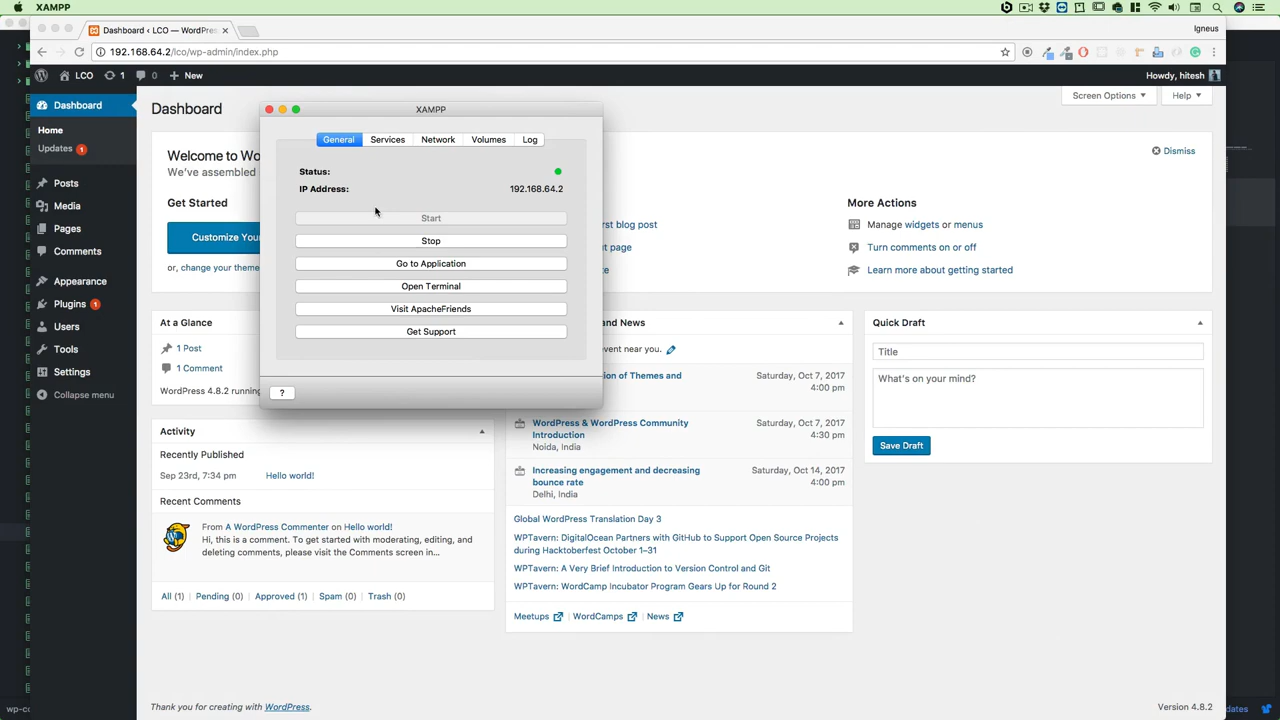 XAMPP
Dashboard ‹ LCO — WordPres
Igneus
192.168.64.2/lco/wp-admin/index.php
LCO 1 0 New
Howdy, hitesh
Dashboard
Home
Updates 1
Posts
Media
Pages
Comments
Appearance
Plugins 1
Users
Tools
Settings
Collapse menu
Dashboard
Screen Options
Help
Welcome to Wo
We've assembled
Dismiss
Get Started
Customize Your
or, change your theme
XAMPP
General Services Network Volumes Log
Status:
IP Address: 192.168.64.2
Start
Stop
Go to Application
Open Terminal
Visit ApacheFriends
Get Support
?
rst blog post
ut page
te
More Actions
Manage widgets or menus
Turn comments on or off
Learn more about getting started
At a Glance
1 Post
1 Comment
WordPress 4.8.2 running
Activity
Recently Published
Sep 23rd, 7:34 pm Hello world!
Recent Comments
From A WordPress Commenter on Hello world!
Hi, this is a comment. To get started with moderating, editing, and
deleting comments, please visit the Comments screen in…
All (1) Pending (0) Approved (1) Spam (0) Trash (0)
and News
event near you.
ion of Themes and
Saturday, Oct 7, 2017
4:00 pm
WordPress & WordPress Community
Introduction
Noida, India
Saturday, Oct 7, 2017
4:30 pm
Increasing engagement and decreasing
bounce rate
Delhi, India
Saturday, Oct 14, 2017
4:00 pm
Global WordPress Translation Day 3
WPTavern: DigitalOcean Partners with GitHub to Support Open Source Projects
during Hacktoberfest October 1–31
WPTavern: A Very Brief Introduction to Version Control and Git
WPTavern: WordCamp Incubator Program Gears Up for Round 2
Meetups WordCamps News
Quick Draft
Title
What's on your mind?
Save Draft
Thank you for creating with WordPress.
Version 4.8.2
wp-co
dates